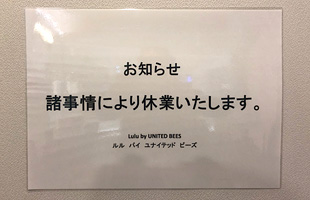 お知らせ
諸事情により休業いたします。
Lulu by UNITED BEES
ルル　バイ　ユナイテッド　ビーズ